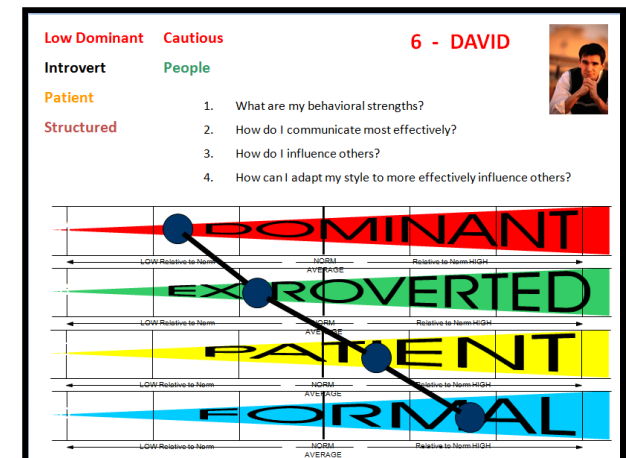 Low Dominant Cautious
6 - DAVID
Introvert People
Patient
Structured
1. What are my behavioral strengths?
2. How do I communicate most effectively?
3. How do I influence others?
4. How can I adapt my style to more effectively influence others?
DOMINANT
LOW Relative to Norm NORM Relative to Norm HIGH
AVERAGE
EXTROVERTED
LOW Relative to Norm NORM Relative to Norm HIGH
AVERAGE
PATIENT
LOW Relative to Norm NORM Relative to Norm HIGH
AVERAGE
FORMAL
LOW Relative to Norm NORM Relative to Norm HIGH
AVERAGE